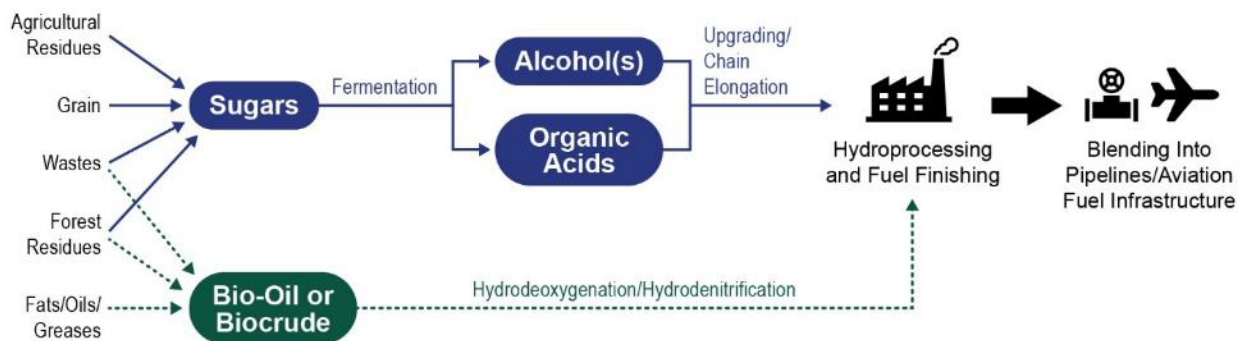 Agricultural
Residues
Grain
Wastes
Forest
Residues
Fats/Oils/
Greases
Sugars
Fermentation
Alcohol(s)
Organic
Acids
Upgrading/
Chain
Elongation
Bio-Oil or
Biocrude
Hydrodeoxygenation/Hydrodenitrification
Hydroprocessing
and Fuel Finishing
Blending Into
Pipelines/Aviation
Fuel Infrastructure